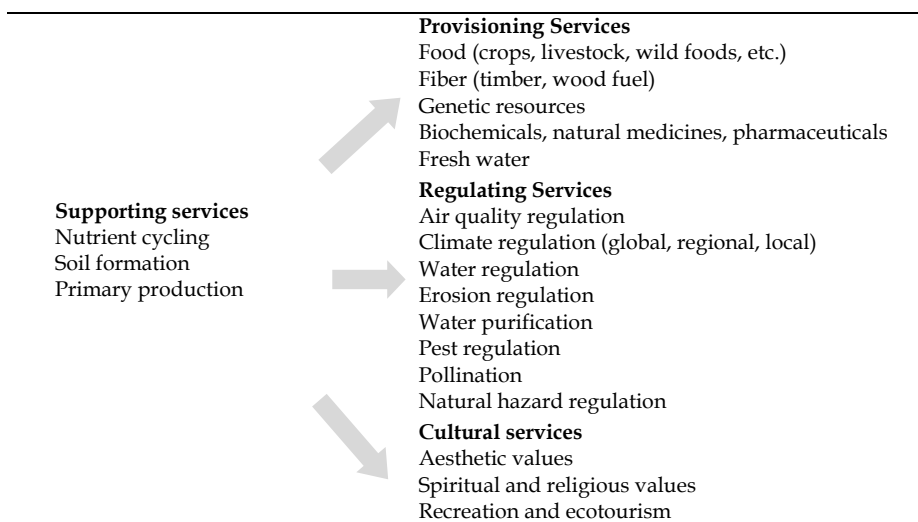 Supporting services
Nutrient cycling
Soil formation
Primary production
Provisioning Services
Food (crops, livestock, wild foods, etc.)
Fiber (timber, wood fuel)
Genetic resources
Biochemicals, natural medicines, pharmaceuticals
Fresh water
Regulating Services
Air quality regulation
Climate regulation (global, regional, local)
Water regulation
Erosion regulation
Water purification
Pest regulation
Pollination
Natural hazard regulation
Cultural services
Aesthetic values
Spiritual and religious values
Recreation and ecotourism